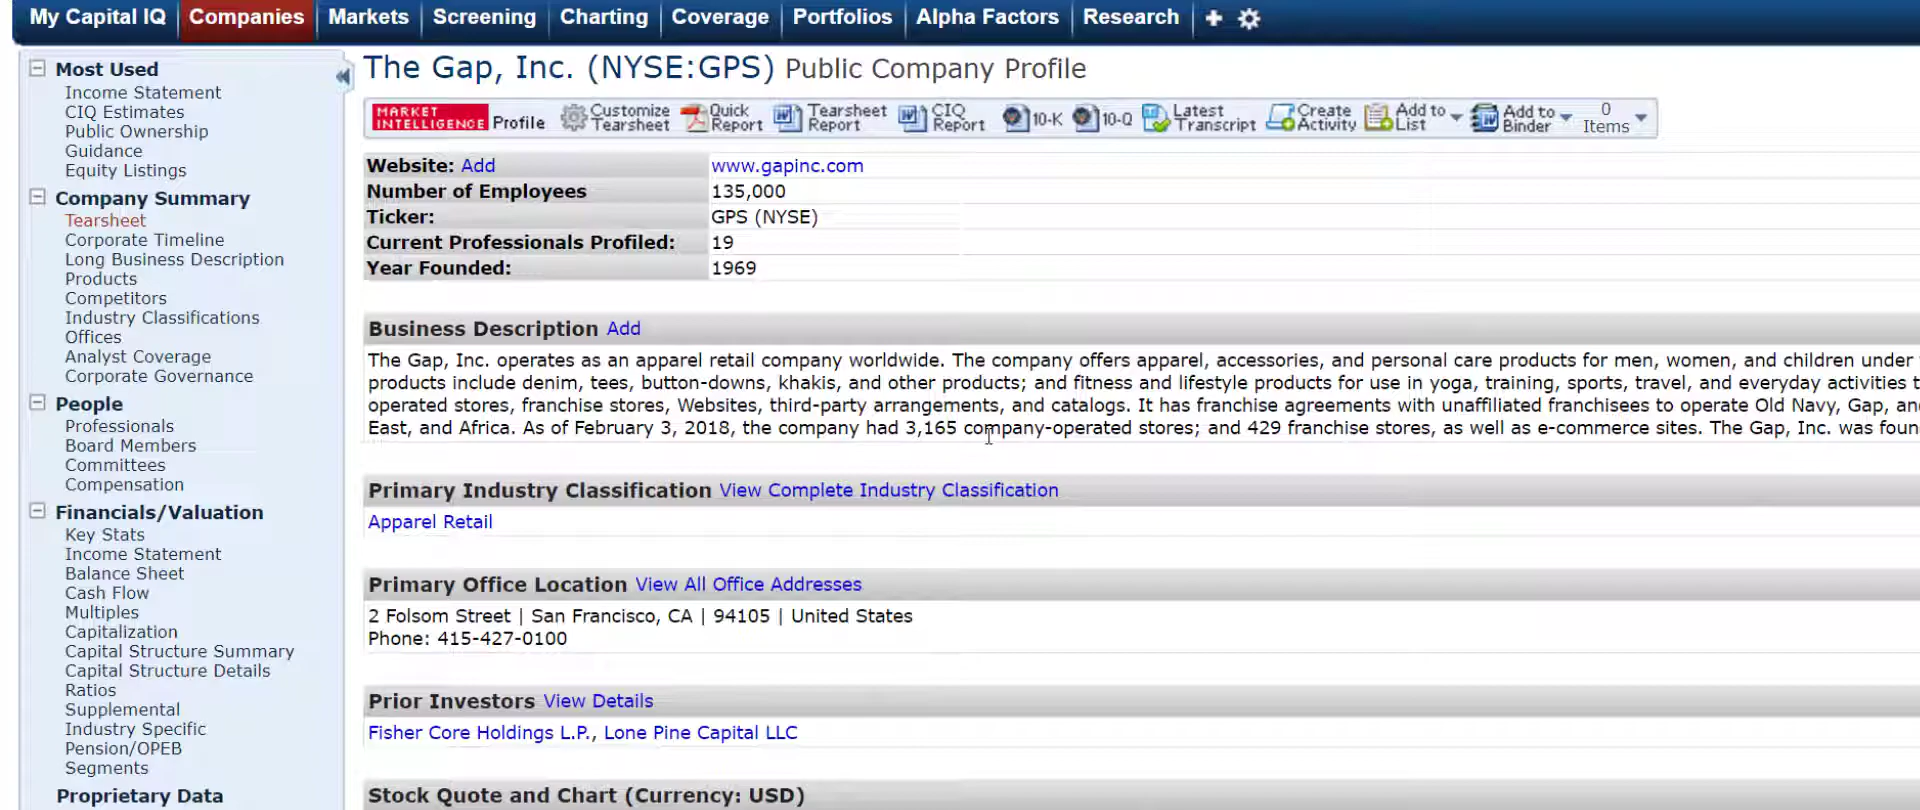 My Capital IQ Companies Markets Screening Charting Coverage Portfolios Alpha Factors Research
Most Used
Income Statement
CIQ Estimates
Public Ownership
Guidance
Equity Listings
Company Summary
Tearsheet
Corporate Timeline
Long Business Description
Products
Competitors
Industry Classifications
Offices
Analyst Coverage
Corporate Governance
People
Professionals
Board Members
Committees
Compensation
Financials/Valuation
Key Stats
Income Statement
Balance Sheet
Cash Flow
Multiples
Capitalization
Capital Structure Summary
Capital Structure Details
Ratios
Supplemental
Industry Specific
Pension/OPEB
Segments
Proprietary Data
The Gap, Inc. (NYSE:GPS) Public Company Profile
MARKET INTELLIGENCE Profile Customize Tearsheet Quick Report Tearsheet Report CIQ Report 10-K 10-Q Latest Transcript Create Activity Add to List Add to Binder 0 Items
Website: Add www.gapinc.com
Number of Employees 135,000
Ticker: GPS (NYSE)
Current Professionals Profiled: 19
Year Founded: 1969
Business Description Add
The Gap, Inc. operates as an apparel retail company worldwide. The company offers apparel, accessories, and personal care products for men, women, and children under
products include denim, tees, button-downs, khakis, and other products; and fitness and lifestyle products for use in yoga, training, sports, travel, and everyday activities t
operated stores, franchise stores, Websites, third-party arrangements, and catalogs. It has franchise agreements with unaffiliated franchisees to operate Old Navy, Gap, an
East, and Africa. As of February 3, 2018, the company had 3,165 company-operated stores; and 429 franchise stores, as well as e-commerce sites. The Gap, Inc. was foun
Primary Industry Classification View Complete Industry Classification
Apparel Retail
Primary Office Location View All Office Addresses
2 Folsom Street | San Francisco, CA | 94105 | United States
Phone: 415-427-0100
Prior Investors View Details
Fisher Core Holdings L.P., Lone Pine Capital LLC
Stock Quote and Chart (Currency: USD)